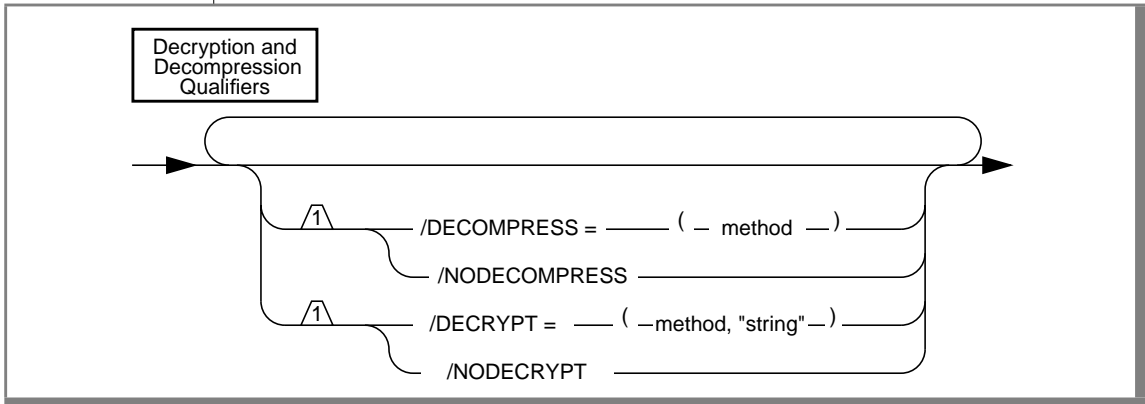 Decryption and
Decompression
Qualifiers
1 /DECOMPRESS = ( method )
/NODECOMPRESS
1 /DECRYPT = ( method, "string" )
/NODECRYPT